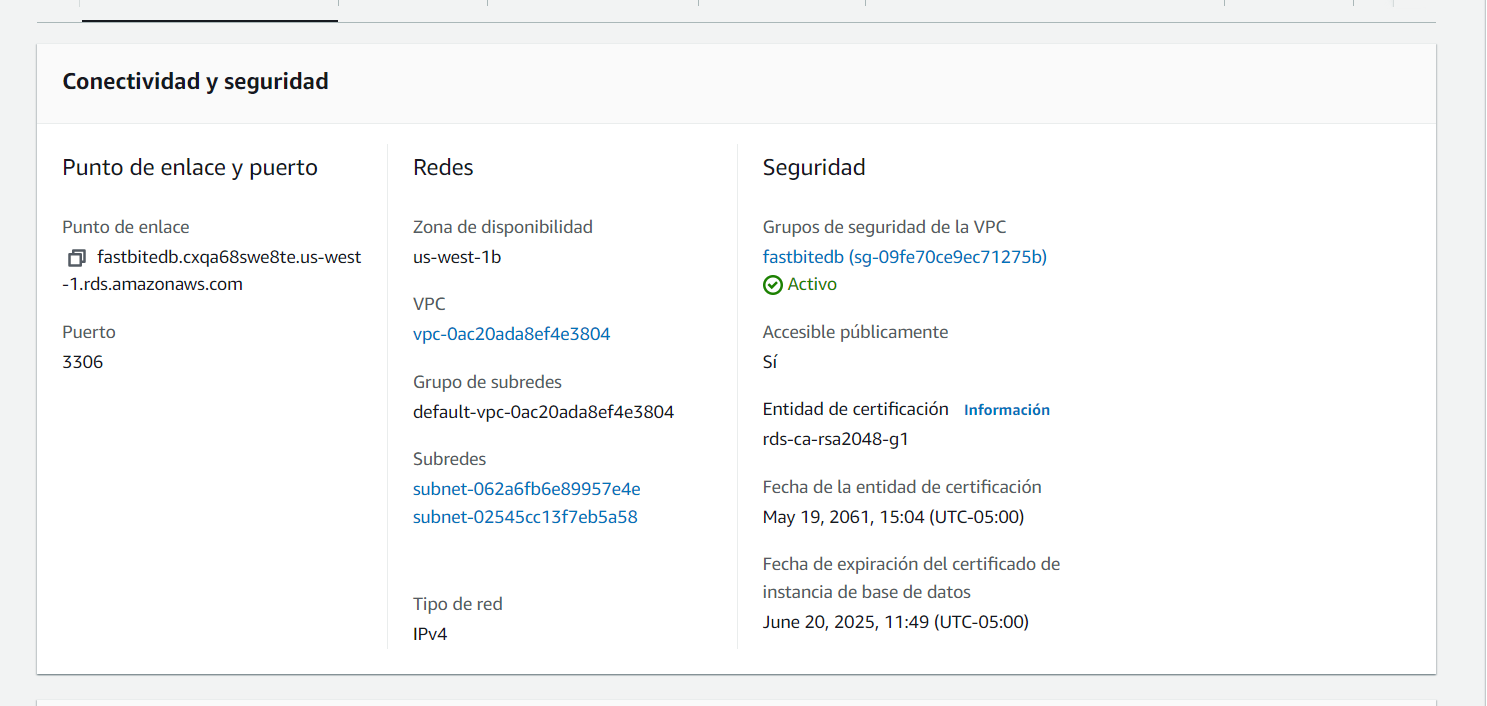 Conectividad y seguridad
Punto de enlace y puerto
Punto de enlace
fastbitedb.cxqa68swe8te.us-west
-1.rds.amazonaws.com
Puerto
3306
Redes
Zona de disponibilidad
us-west-1b
VPC
vpc-0ac20ada8ef4e3804
Grupo de subredes
default-vpc-0ac20ada8ef4e3804
Subredes
subnet-062a6fb6e89957e4e
subnet-02545cc13f7eb5a58
Tipo de red
IPv4
Seguridad
Grupos de seguridad de la VPC
fastbitedb (sg-09fe70ce9ec71275b)
Activo
Accesible públicamente
Sí
Entidad de certificación Información
rds-ca-rsa2048-g1
Fecha de la entidad de certificación
May 19, 2061, 15:04 (UTC-05:00)
Fecha de expiración del certificado de
instancia de base de datos
June 20, 2025, 11:49 (UTC-05:00)